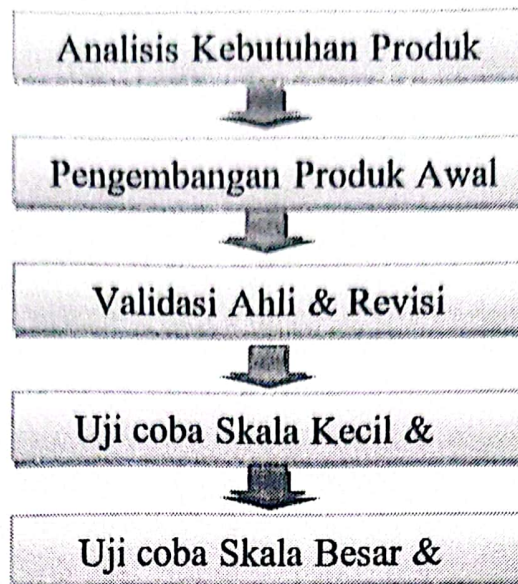 Analisis Kebutuhan Produk
Pengembangan Produk Awal
Validasi Ahli & Revisi
Uji coba Skala Kecil &
Uji coba Skala Besar &